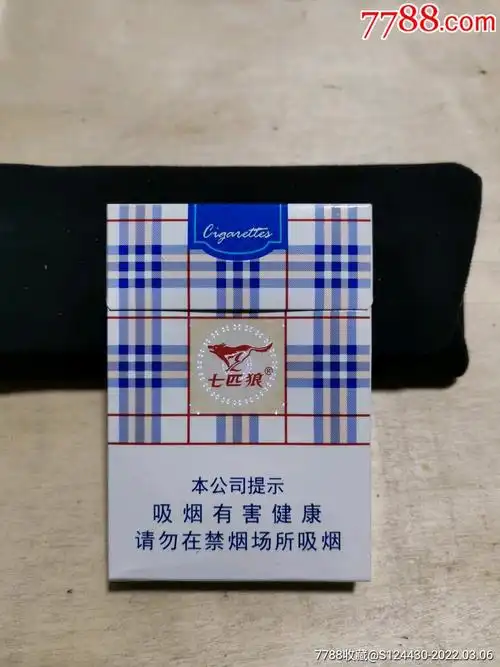 7788.com
Cigarettes
七匹狼®
本公司提示
吸烟有害健康
请勿在禁烟场所吸烟
7788收藏@S124430-2022.03.06